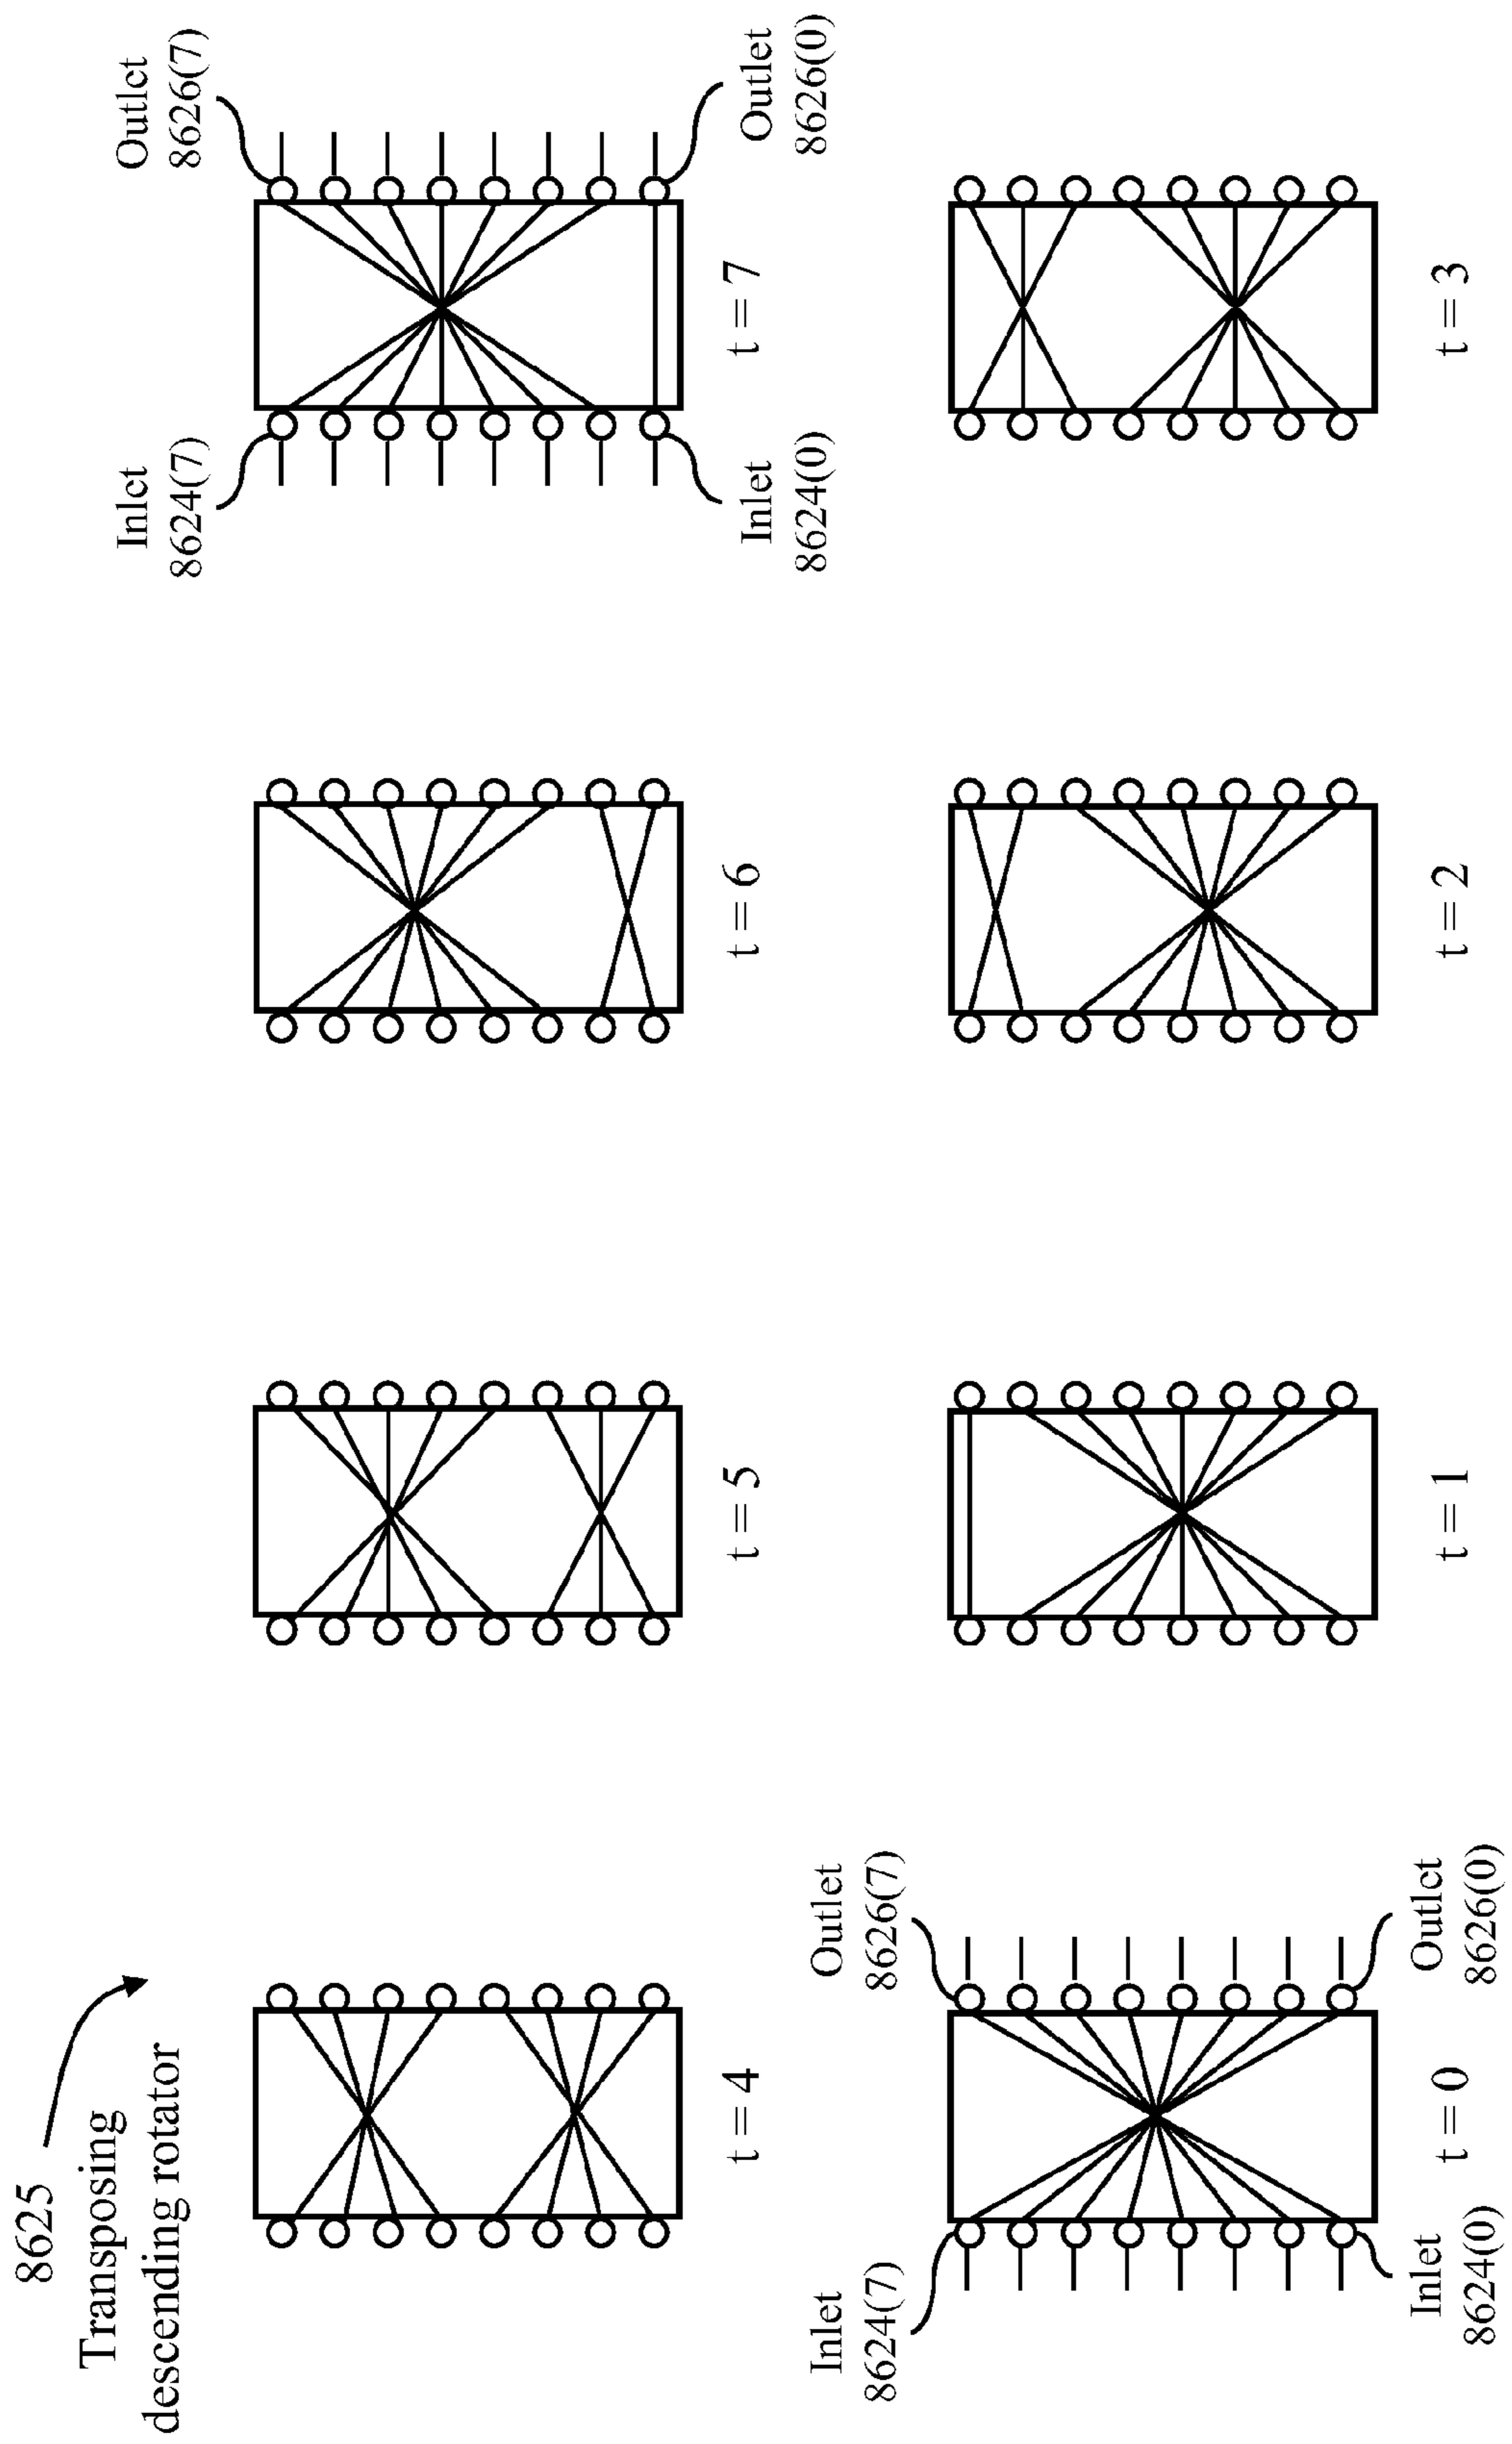 8625
Transposing
descending rotator
Inlet
8624(7)
Outlet
8626(7)
t = 4
t = 5
t = 6
t = 7
Inlet
8624(0)
Outlet
8626(0)
Inlet
8624(7)
Outlet
8626(7)
t = 0
t = 1
t = 2
t = 3
Inlet
8624(0)
Outlet
8626(0)